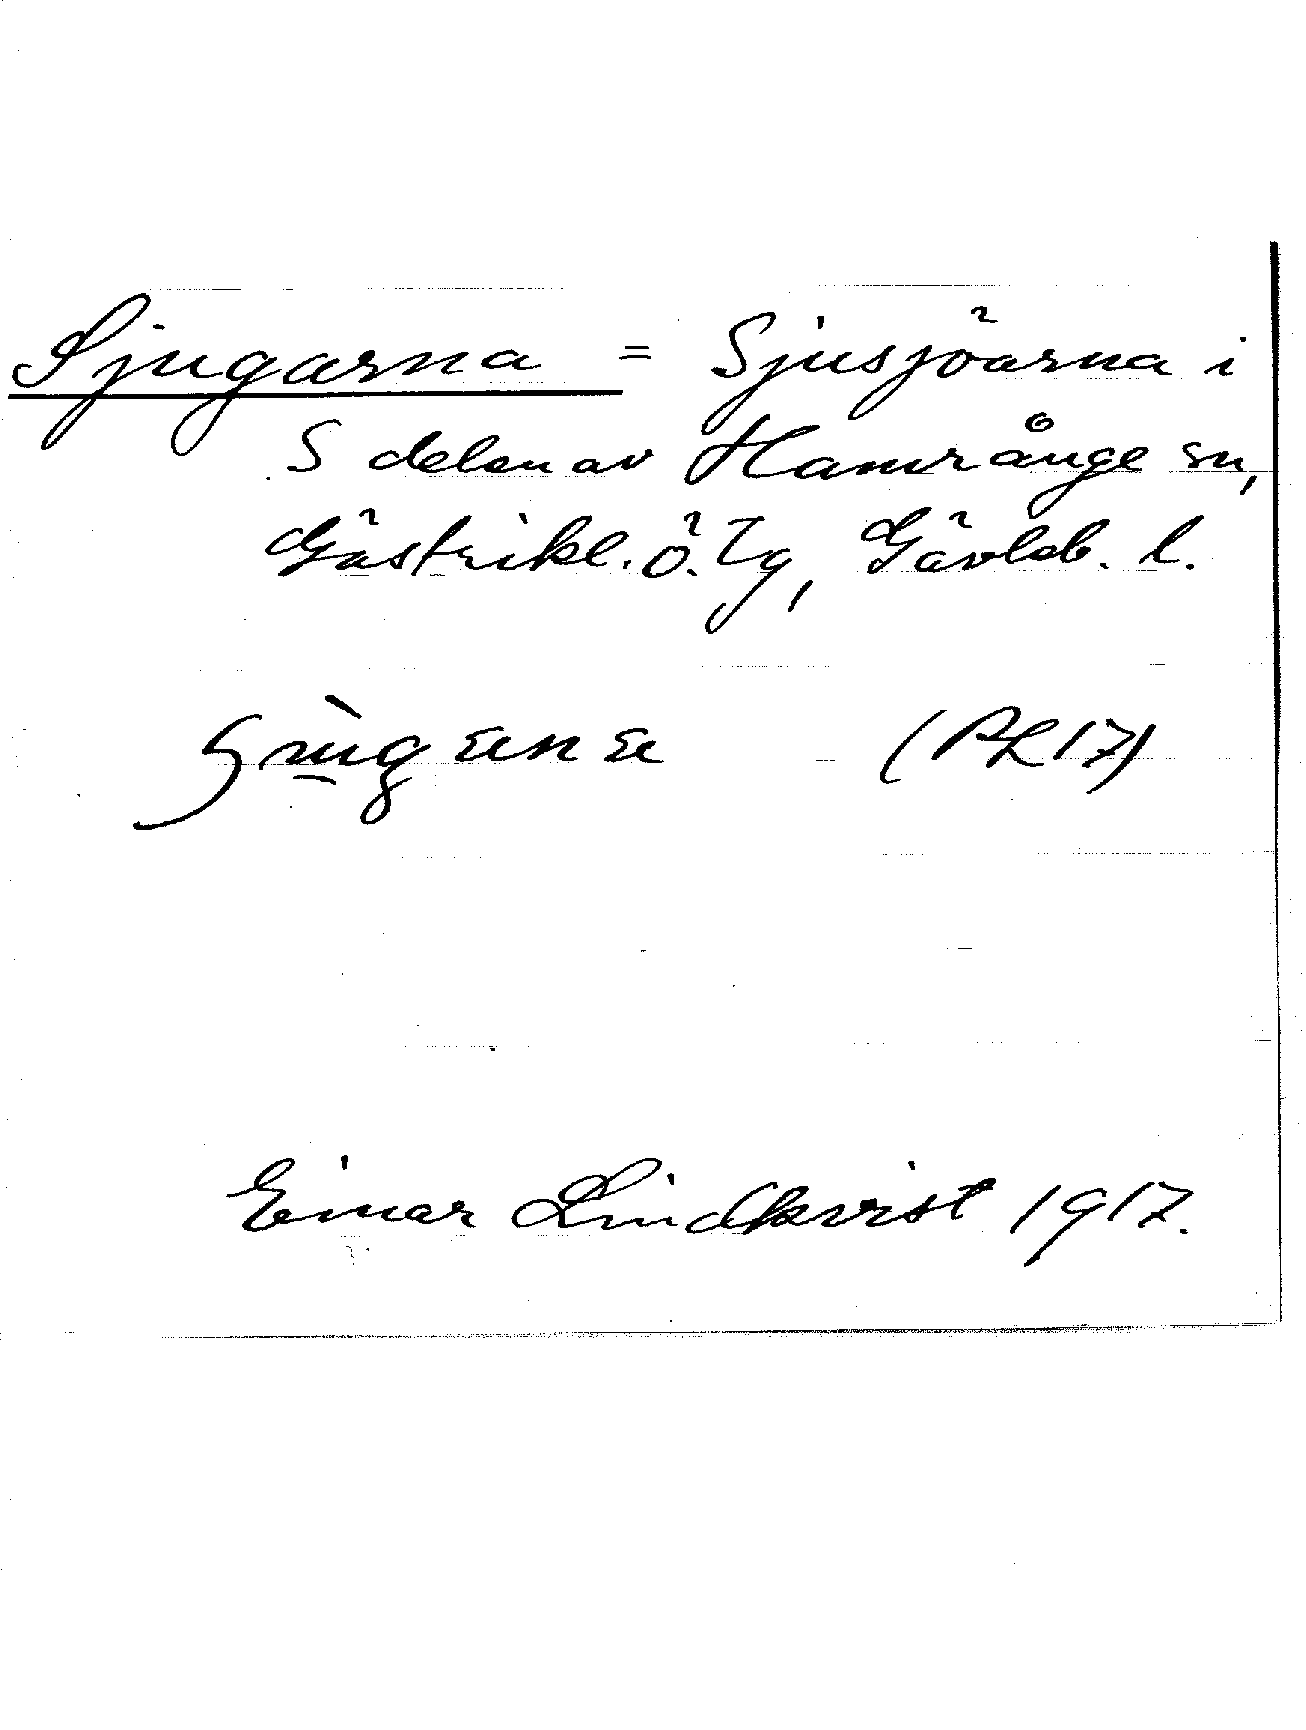 Sjugarna = Sjusjöarna i
S delen av Hamrånge sn,
Gästrikl. Ö. Tg, Gävleb. l.
(PL17)
Einar Lindkvist 1917.